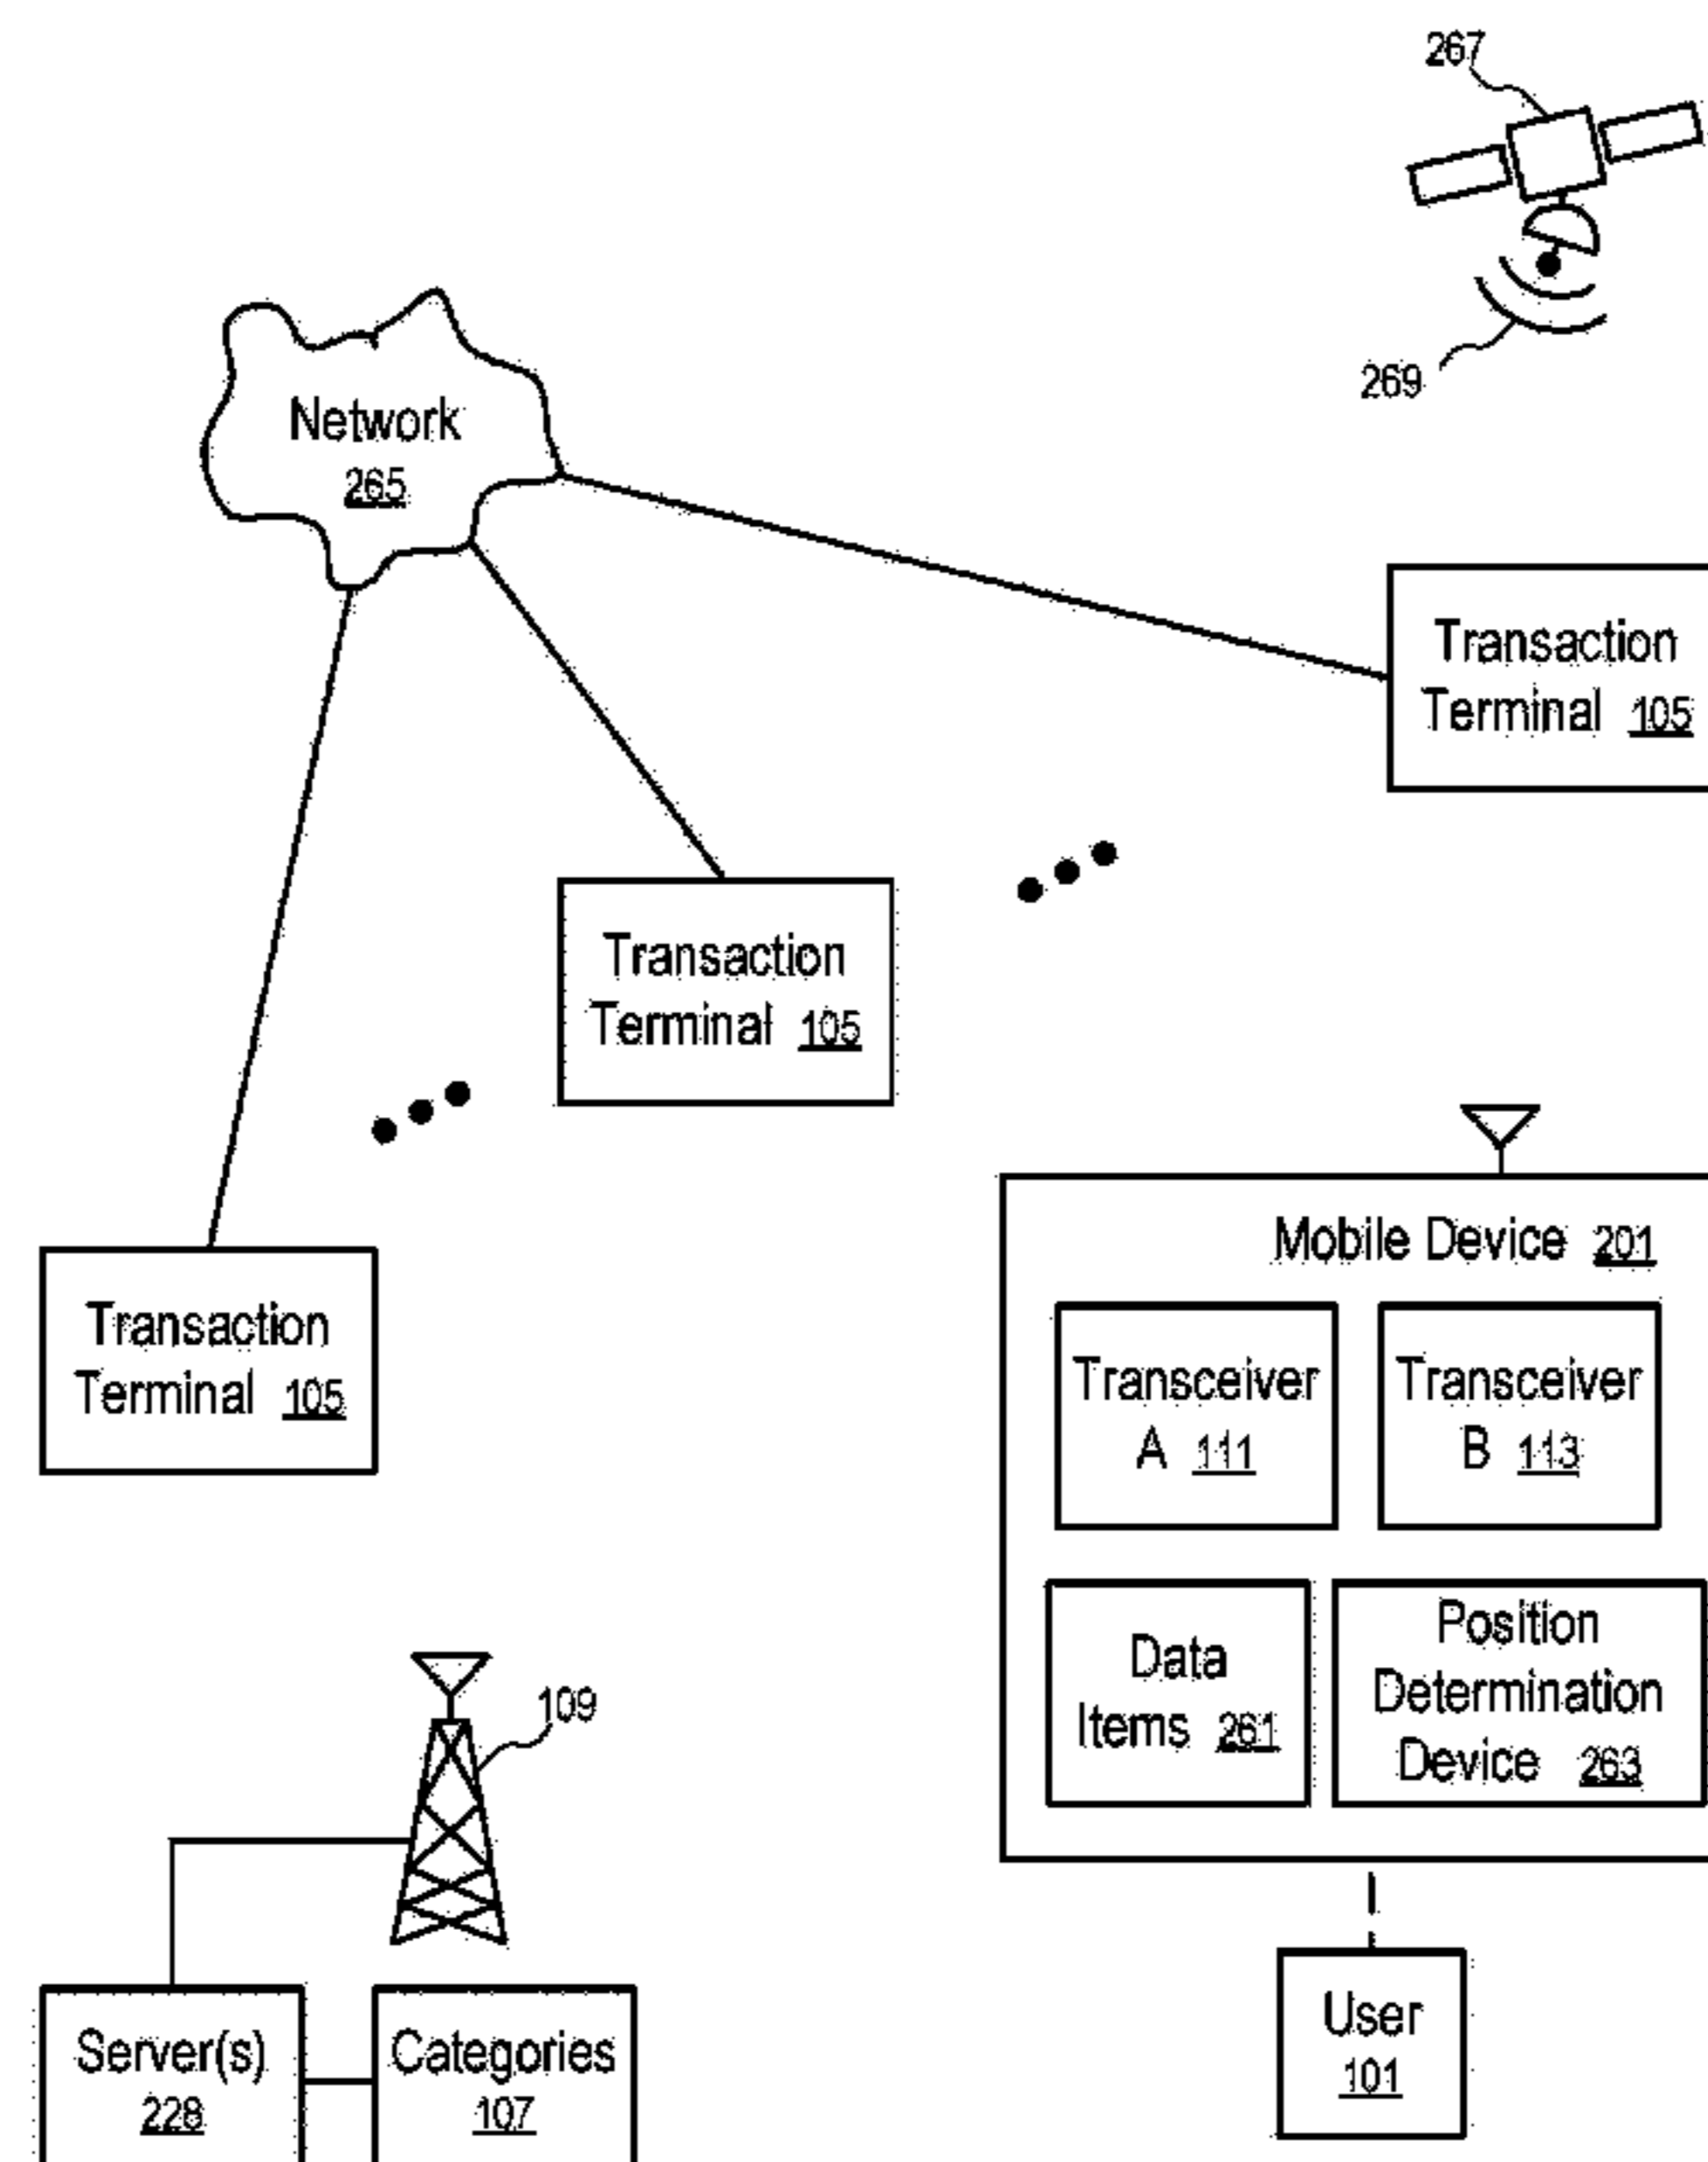 267
269
Network
265
Transaction
Terminal 105
Transaction
Terminal 105
Transaction
Terminal 105
Mobile Device 201
Transceiver
A 111
Transceiver
B 113
Data
Items 261
Position
Determination
Device 263
109
Server(s)
228
Categories
107
User
101